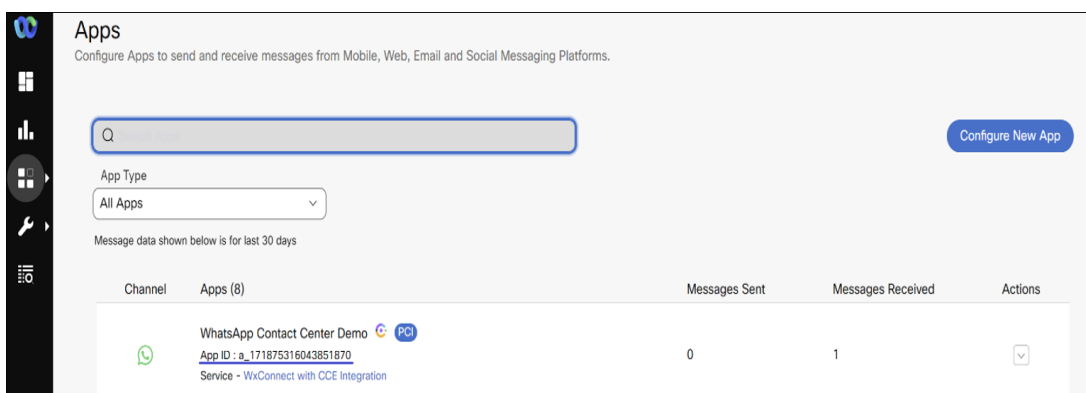 Apps
Configure Apps to send and receive messages from Mobile, Web, Email and Social Messaging Platforms.
Configure New App
App Type
All Apps
Message data shown below is for last 30 days
Channel Apps (8) Messages Sent Messages Received Actions
WhatsApp Contact Center Demo PCI
App ID : a_171875316043851870 0 1
Service - WxConnect with CCE Integration